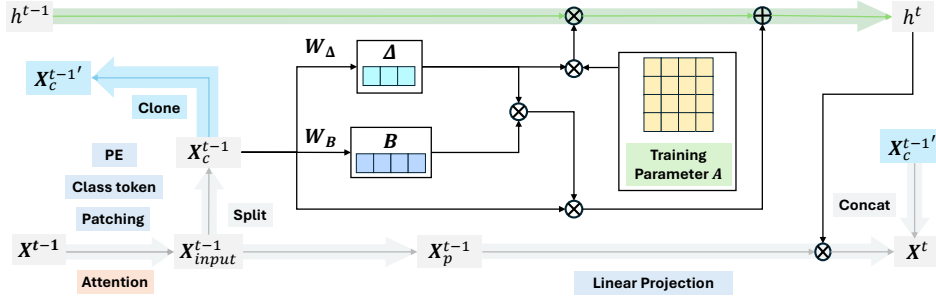 h^{t-1}
h^t
W_Δ
Δ
X_c^{t-1'}
Clone
W_B
B
X_c^{t-1}
Training
Parameter A
X_c^{t-1'}
PE
Class token
Patching
Split
Concat
X^{t-1}
X_{input}^{t-1}
X_p^{t-1}
X^t
Attention
Linear Projection